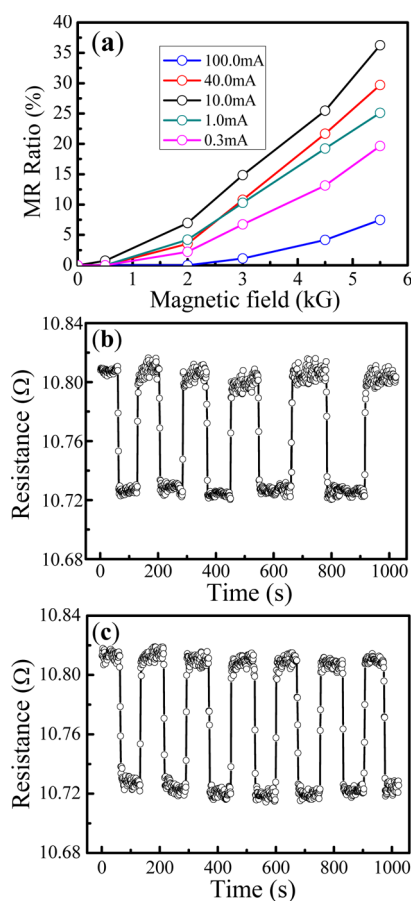 (a)
100.0mA
40.0mA
10.0mA
1.0mA
0.3mA
MR Ratio (%)
40
35
30
25
20
15
10
5
0
0 1 2 3 4 5 6
Magnetic field (kG)
(b)
Resistance (Ω)
10.84
10.80
10.76
10.72
10.68
0 200 400 600 800 1000
Time (s)
(c)
Resistance (Ω)
10.84
10.80
10.76
10.72
10.68
0 200 400 600 800 1000
Time (s)